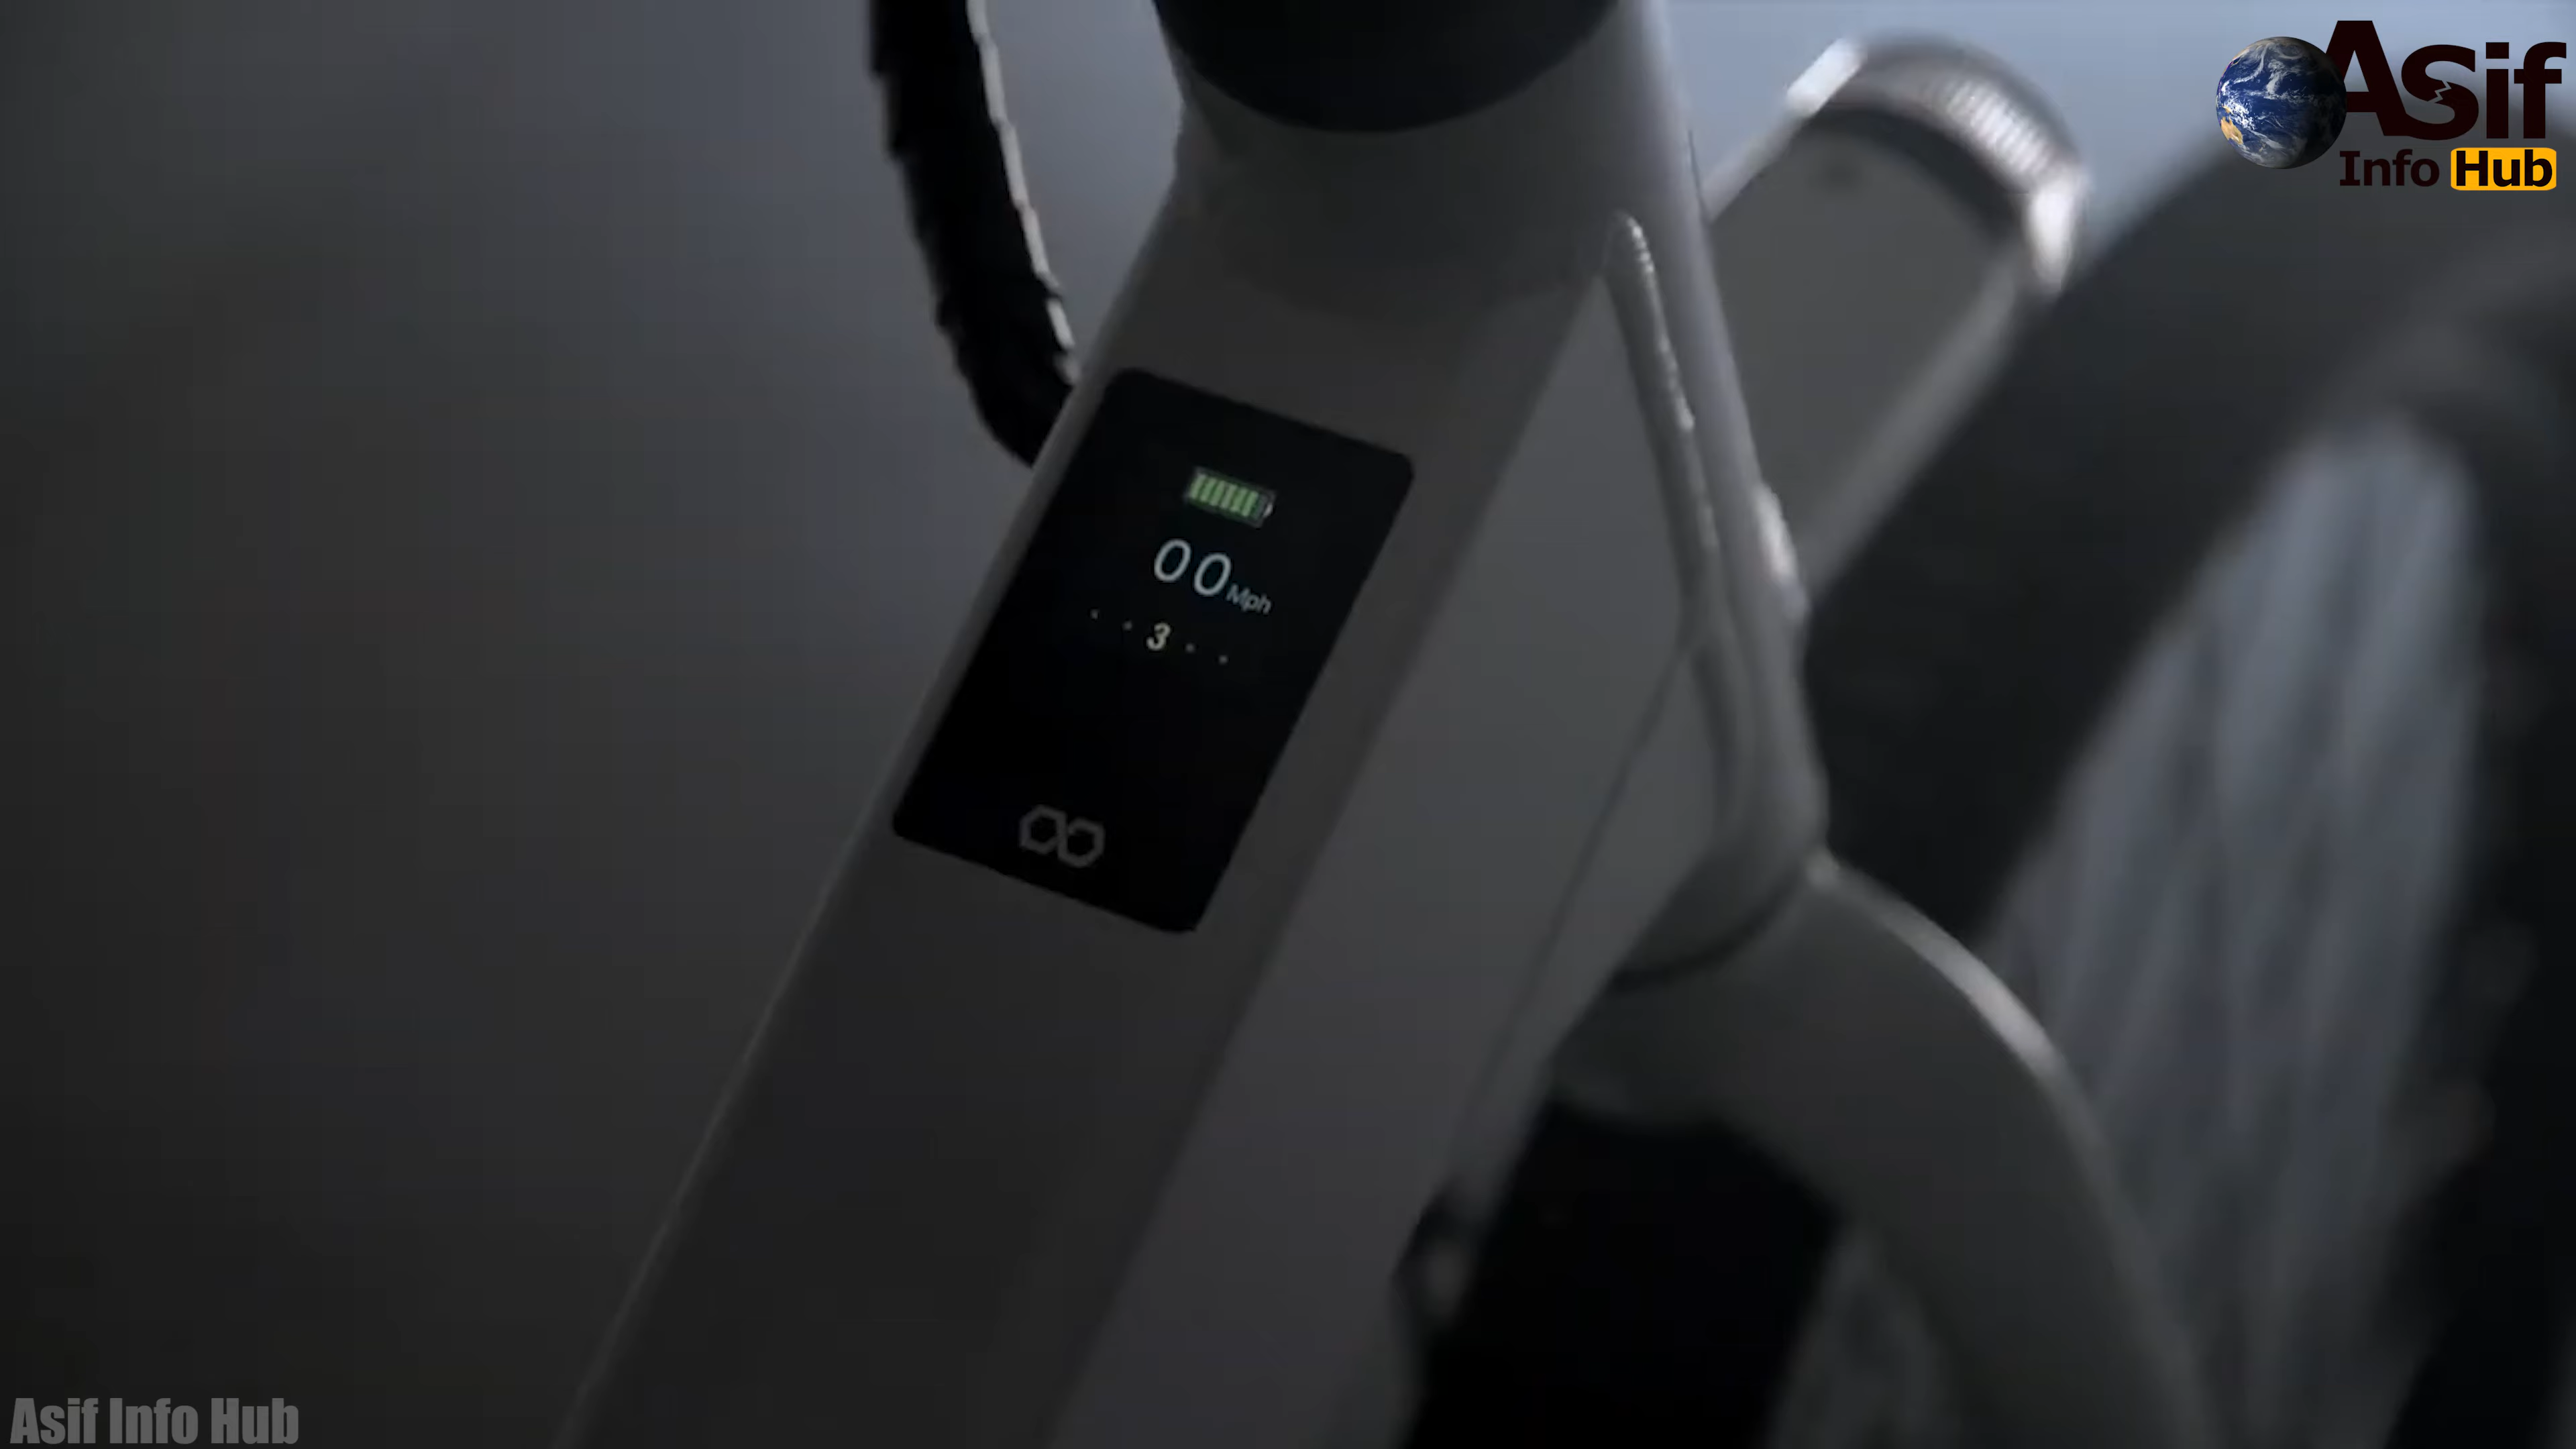 Asif
Info Hub
00 Mph
· · 3 · ·
Asif Info Hub